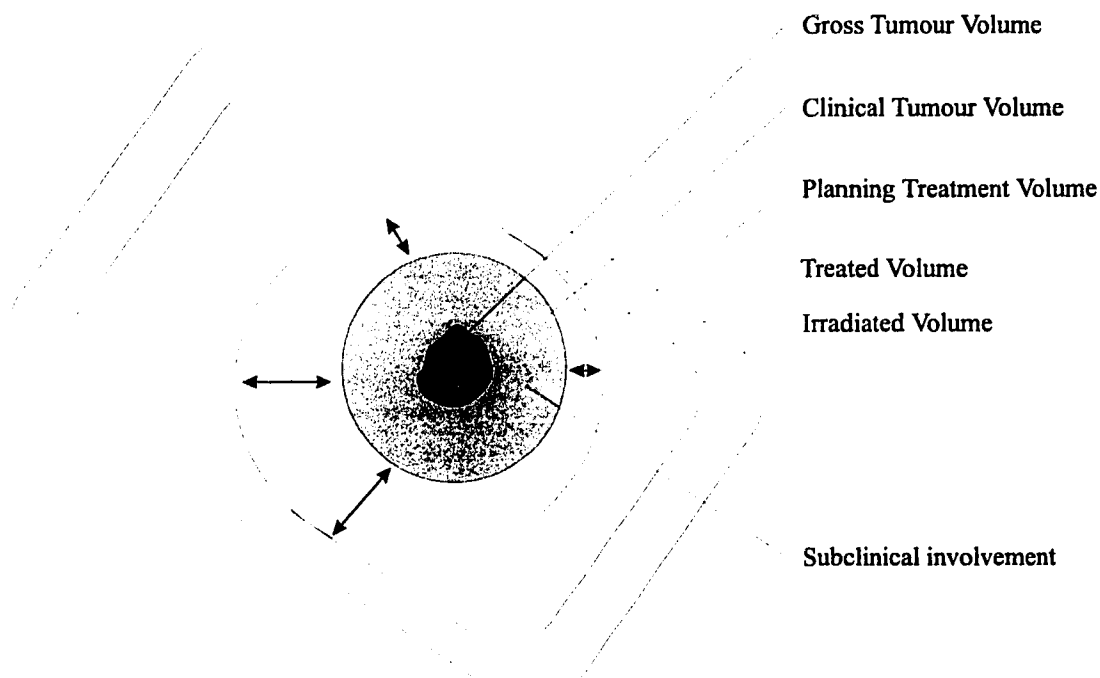 Gross Tumour Volume
Clinical Tumour Volume
Planning Treatment Volume
Treated Volume
Irradiated Volume
Subclinical involvement